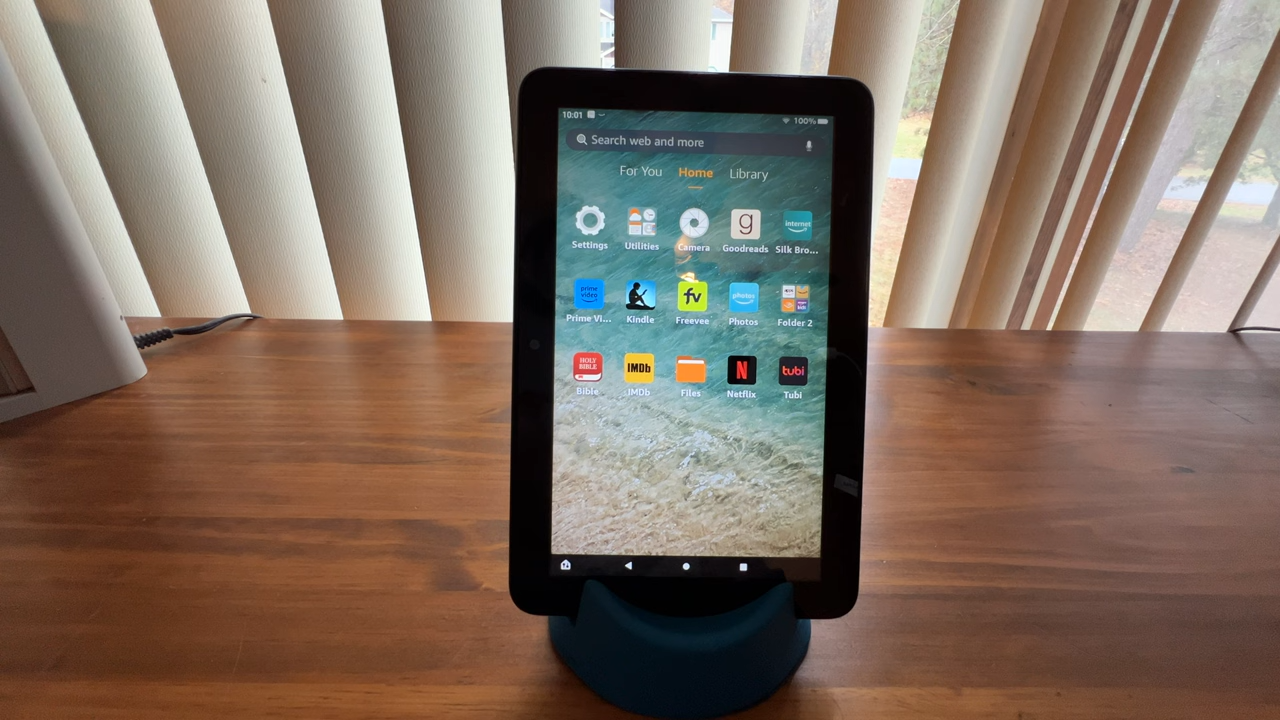 10:01 100%
Search web and more
For You Home Library
internet
g
Settings Utilities Camera Goodreads Silk Bro...
prime video
fv
photos
Prime Vi... Kindle Freevee Photos Folder 2
HOLY BIBLE
IMDb
N
tubi
Bible IMDb Files Netflix Tubi